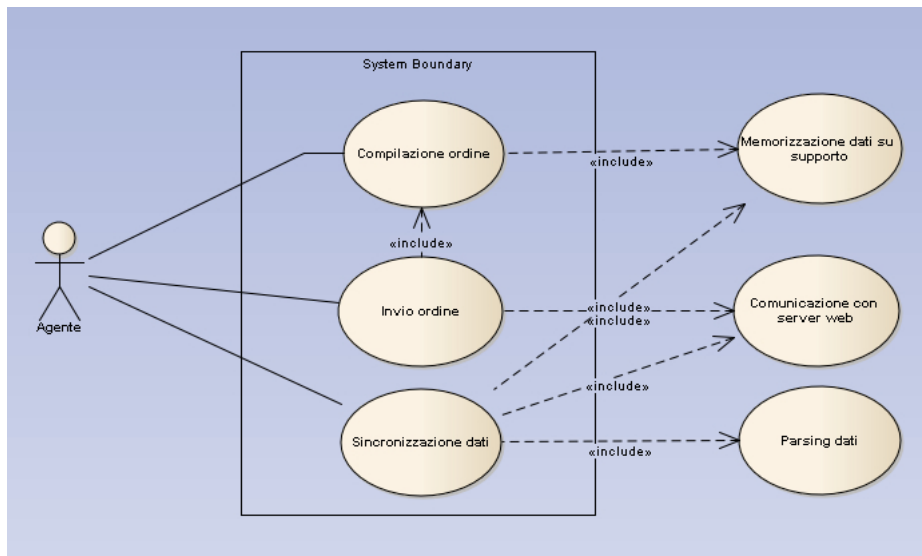 System Boundary
Compilazione ordine
«include»
Memorizzazione dati su
supporto
«include»
Agente
Invio ordine
«include»
«include»
Comunicazione con
server web
Sincronizzazione dati
«include»
«include»
Parsing dati